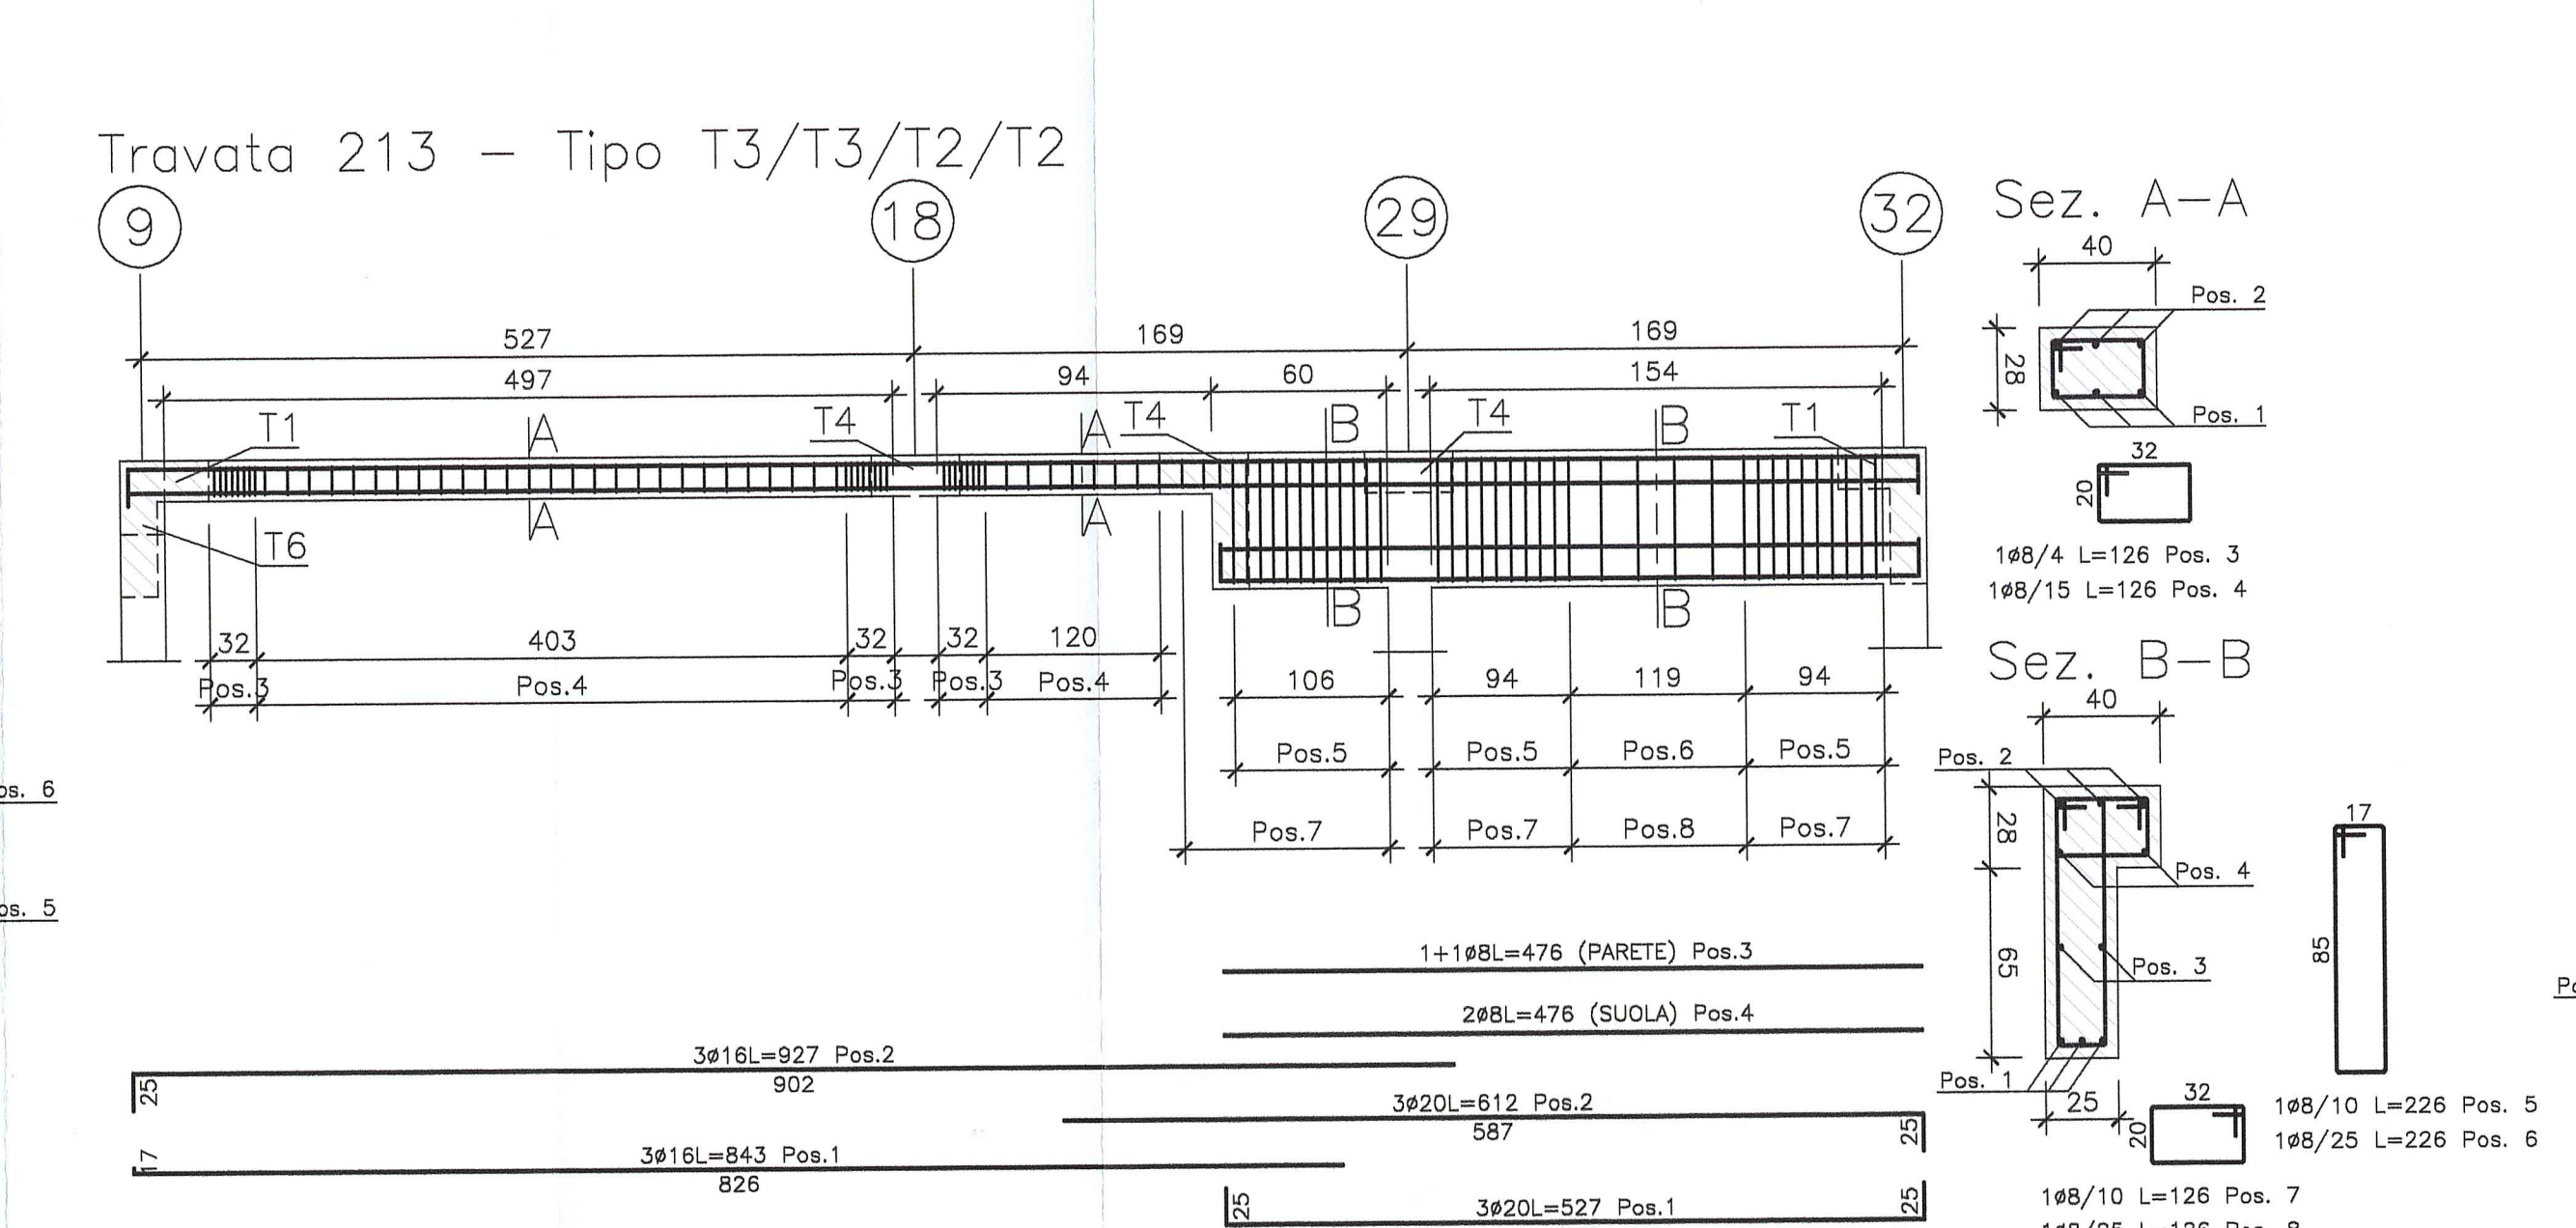 Travata 213 - Tipo T3/T3/T2/T2
9 18 29 32
527 169 169
497 94 60 154
T1 A T4 A T4 B T4 B T1
T6 A A B B
32 403 32 32 120
Pos.3 Pos.4 Pos.3 Pos.3 Pos.4
106 94 119 94
Pos.5 Pos.5 Pos.6 Pos.5
Pos.7 Pos.7 Pos.8 Pos.7
os. 6
os. 5
1+1ø8L=476 (PARETE) Pos.3
2ø8L=476 (SUOLA) Pos.4
3ø16L=927 Pos.2
25 902
3ø20L=612 Pos.2
587 25
3ø16L=843 Pos.1
17 826
25 3ø20L=527 Pos.1 25
Sez. A-A
40
Pos. 2
28
Pos. 1
32
20
1ø8/4 L=126 Pos. 3
1ø8/15 L=126 Pos. 4
Sez. B-B
40
Pos. 2
28
Pos. 4
65
Pos. 3
Pos. 1
25
17
85
32
20
1ø8/10 L=226 Pos. 5
1ø8/25 L=226 Pos. 6
1ø8/10 L=126 Pos. 7